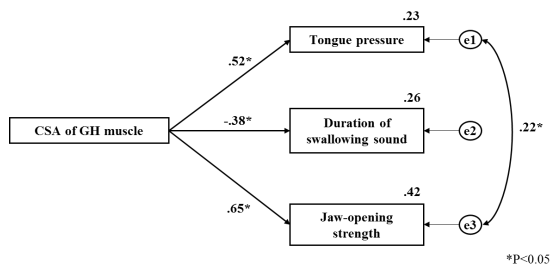 .23
Tongue pressure
e1
.52*
.26
CSA of GH muscle
-.38*
Duration of
swallowing sound
e2
.22*
.65*
.42
Jaw-opening
strength
e3
*P<0.05